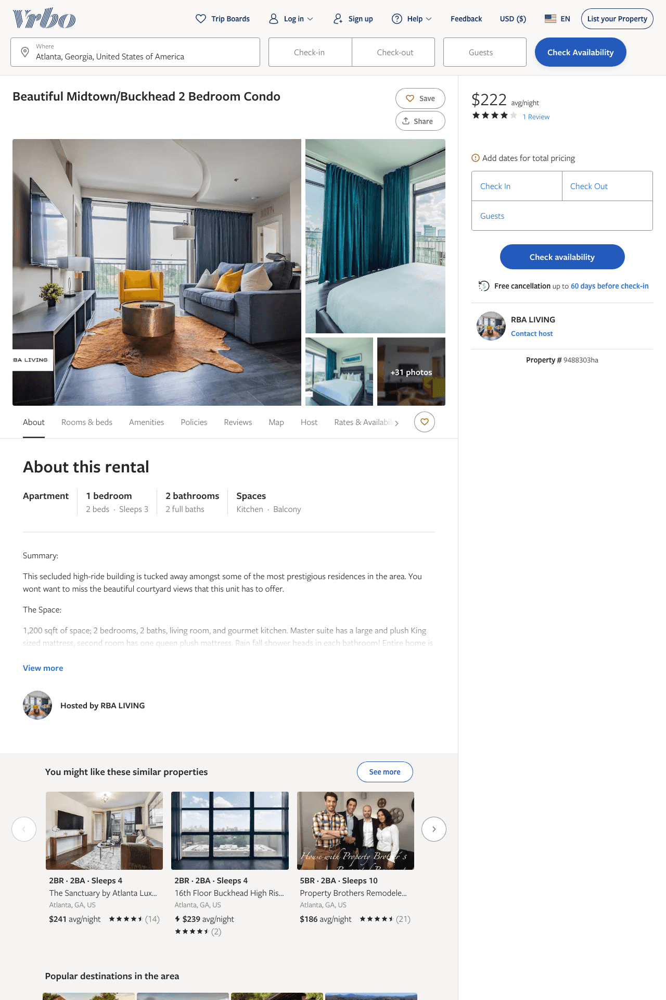 Vrbo
Trip Boards
Log in
Sign up
Help
Feedback
USD ($)
EN
List your Property
Where
Atlanta, Georgia, United States of America
Check-in
Check-out
Guests
Check Availability
Beautiful Midtown/Buckhead 2 Bedroom Condo
Save
Share
BA LIVING
+31 photos
$222 avg/night
1 Review
Add dates for total pricing
Check In
Check Out
Guests
Check availability
Free cancellation up to 60 days before check-in
RBA LIVING
Contact host
Property # 9488303ha
About
Rooms & beds
Amenities
Policies
Reviews
Map
Host
Rates & Availabili
About this rental
Apartment
1 bedroom
2 beds · Sleeps 3
2 bathrooms
2 full baths
Spaces
Kitchen · Balcony
Summary:
This secluded high-ride building is tucked away amongst some of the most prestigious residences in the area. You
wont want to miss the beautiful courtyard views that this unit has to offer.
The Space:
1,200 sqft of space; 2 bedrooms, 2 baths, living room, and gourmet kitchen. Master suite has a large and plush King
sized mattress, second room has one queen plush mattress. Rain fall shower heads in each bathroom! Entire home is
View more
Hosted by RBA LIVING
You might like these similar properties
See more
House with Property Brother's
2BR · 2BA · Sleeps 4
The Sanctuary by Atlanta Lux...
Atlanta, GA, US
$241 avg/night
(14)
2BR · 2BA · Sleeps 4
16th Floor Buckhead High Ris...
Atlanta, GA, US
$239 avg/night
(2)
5BR · 2BA · Sleeps 10
Property Brothers Remodele...
Atlanta, GA, US
$186 avg/night
(21)
Popular destinations in the area